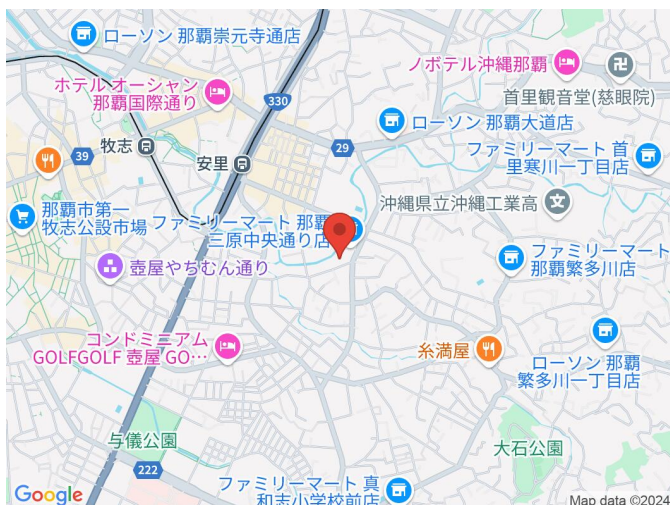 ローソン 那覇崇元寺通店
ノボテル沖縄那覇
ホテル オーシャン
那覇国際通り
首里観音堂(慈眼院)
330
ローソン 那覇大道店
牧志
39
安里
29
ファミリーマート 首
里寒川一丁目店
沖縄県立沖縄工業高
那覇市第一
牧志公設市場
ファミリーマート 那覇
三原中央通り店
ファミリーマート
那覇繁多川店
壺屋やちむん通り
コンドミニアム
GOLFGOLF 壺屋 GO…
糸満屋
ローソン 那覇
繁多川一丁目店
与儀公園
大石公園
222
ファミリーマート 真
和志小学校前店
Google
Map data ©2024